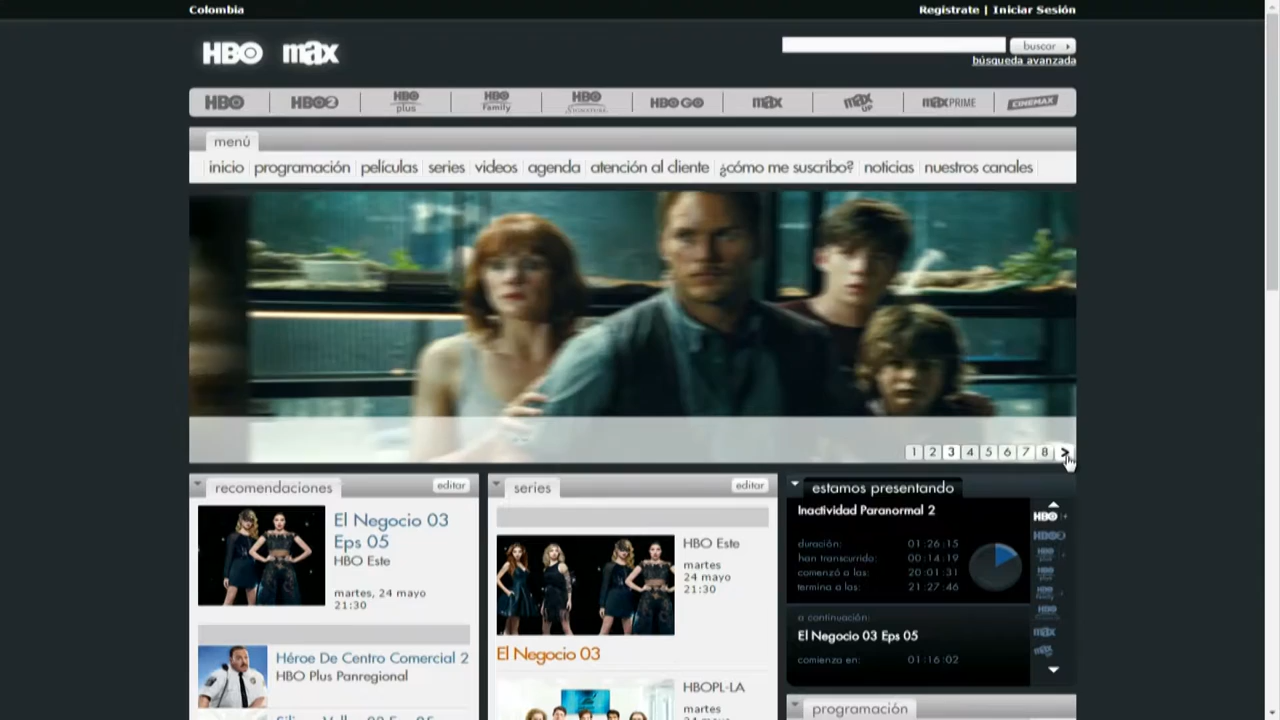 Colombia
Regístrate | Iniciar Sesión
HBO max
buscar
búsqueda avanzada
HBO HBO2 HBO plus HBO Family HBO SIGNATURE HBO GO max max UP maxPRIME CINEMAX
menú
inicio programación películas series videos agenda atención al cliente ¿cómo me suscribo? noticias nuestros canales
1 2 3 4 5 6 7 8 >
recomendaciones editar
El Negocio 03
Eps 05
HBO Este
martes, 24 mayo
21:30
Héroe De Centro Comercial 2
HBO Plus Panregional
series editar
HBO Este
martes
24 mayo
21:30
El Negocio 03
HBOPL-LA
martes
24 mayo
estamos presentando
Inactividad Paranormal 2
duración: 01:26:15
han transcurrido: 00:14:19
comenzó a las: 20:01:31
termina a las: 21:27:46
a continuación:
El Negocio 03 Eps 05
comienza en: 01:16:02
HBO
max
programación